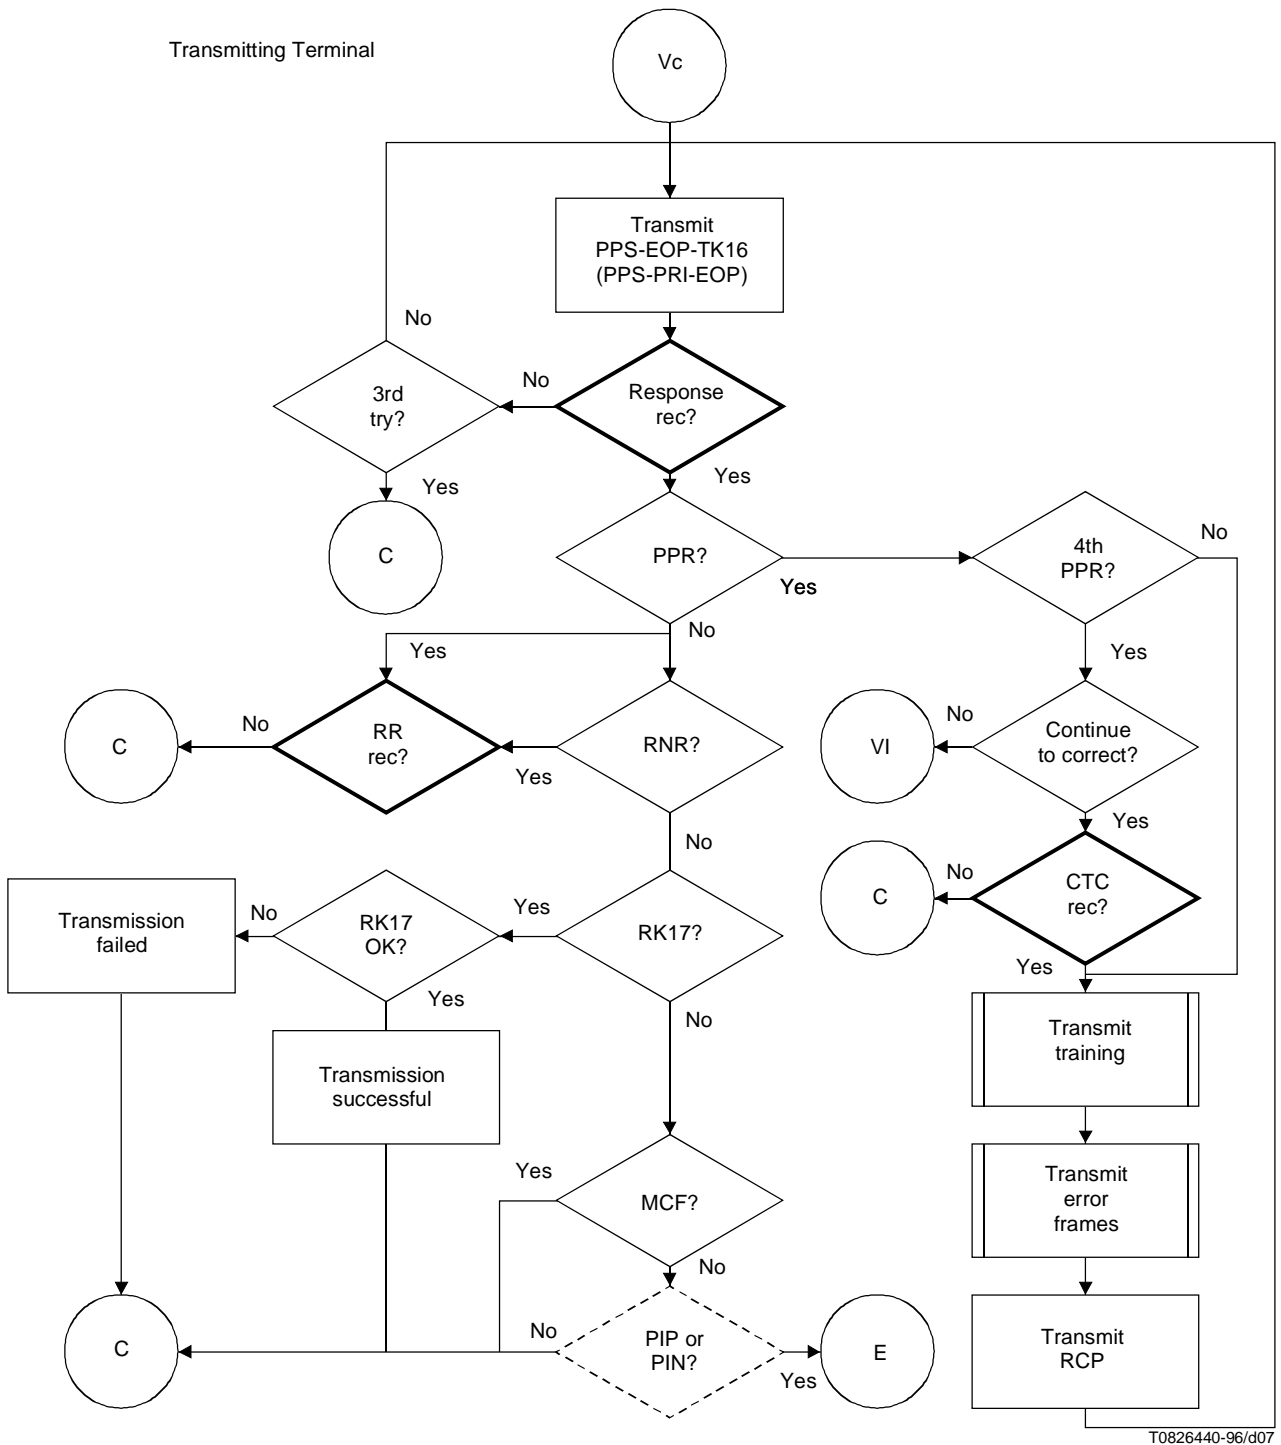 Transmitting Terminal
Vc
Transmit
PPS-EOP-TK16
(PPS-PRI-EOP)
No
3rd
try?
No
Response
rec?
Yes
Yes
C
PPR?
Yes
4th
PPR?
No
No
Yes
Yes
C
No
RR
rec?
Yes
RNR?
VI
No
Continue
to correct?
Yes
No
C
No
CTC
rec?
Yes
Transmission
failed
No
RK17
OK?
Yes
RK17?
Yes
No
Transmit
training
Transmission
successful
Yes
MCF?
No
Transmit
error
frames
C
No
PIP or
PIN?
Yes
E
Transmit
RCP
T0826440-96/d07